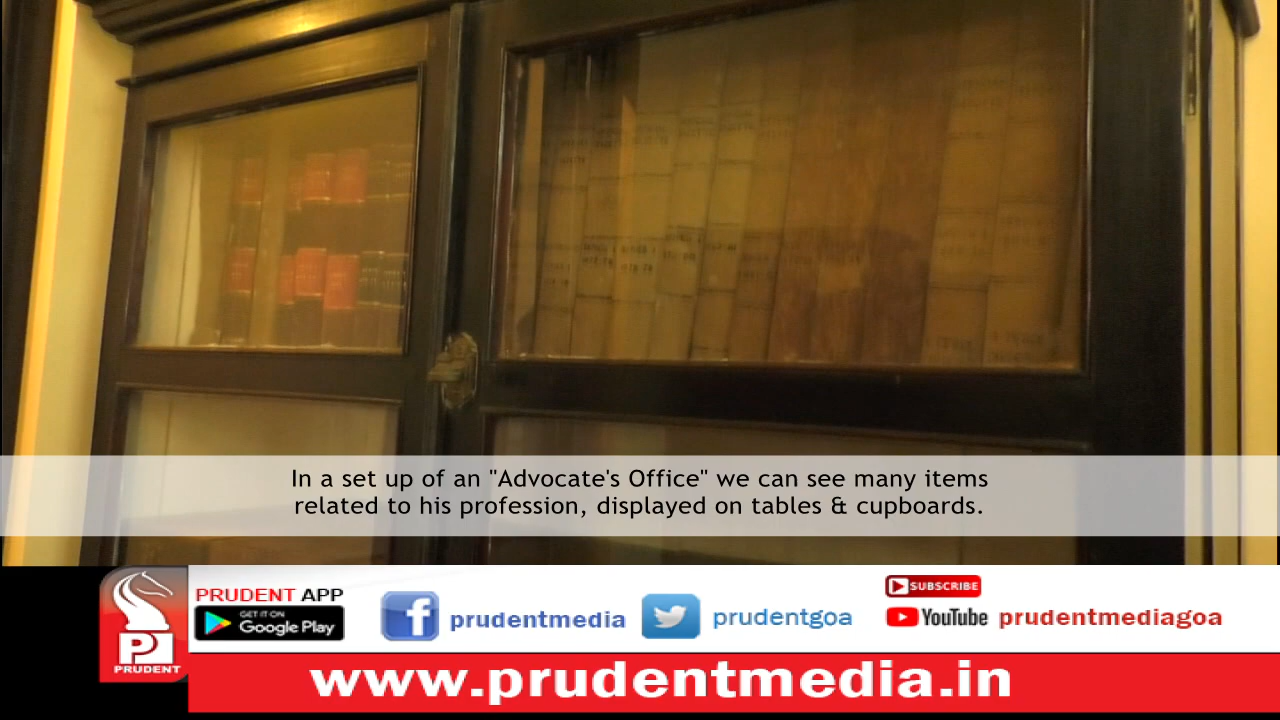 In a set up of an "Advocate's Office" we can see many items
related to his profession, displayed on tables & cupboards.
PRUDENT APP
GET IT ON
Google Play
prudentmedia
prudentgoa
SUBSCRIBE
YouTube prudentmediagoa
P
PRUDENT
www.prudentmedia.in